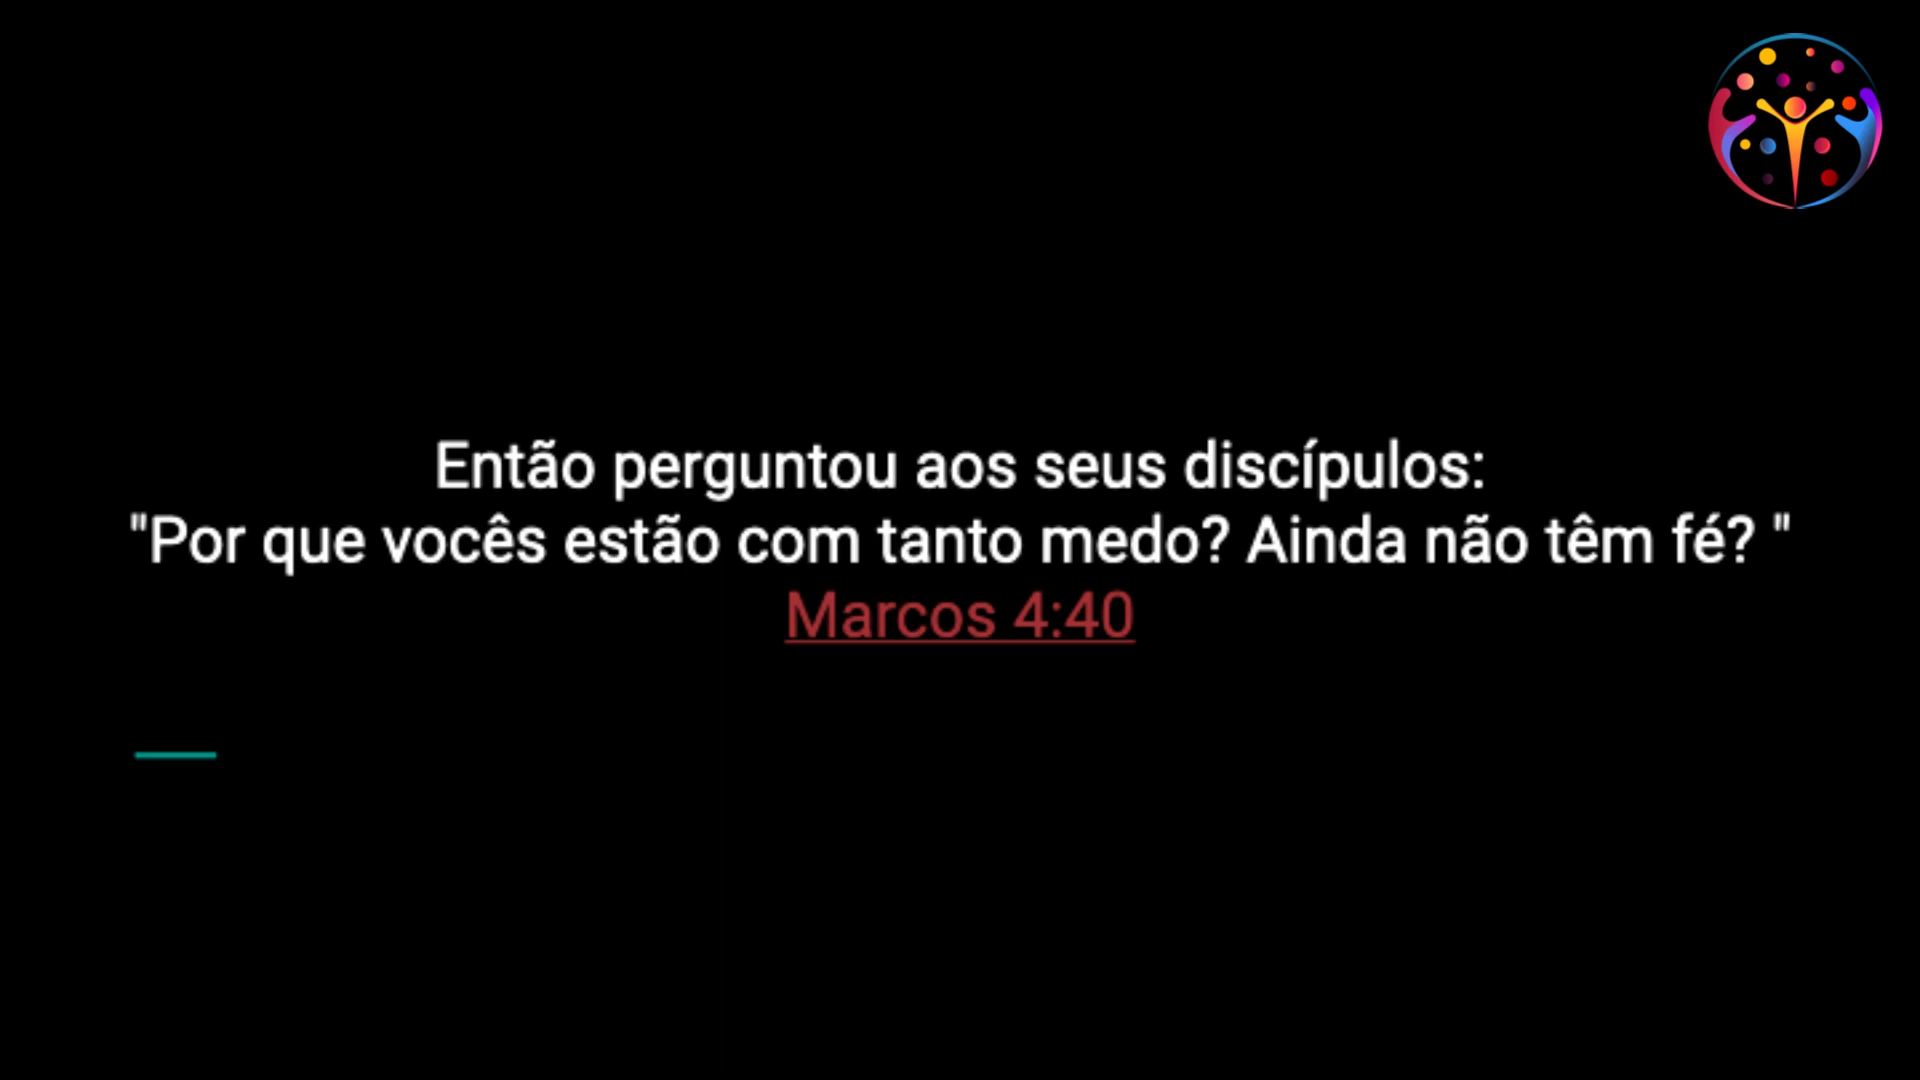 Então perguntou aos seus discípulos:
"Por que vocês estão com tanto medo? Ainda não têm fé? "
Marcos 4:40